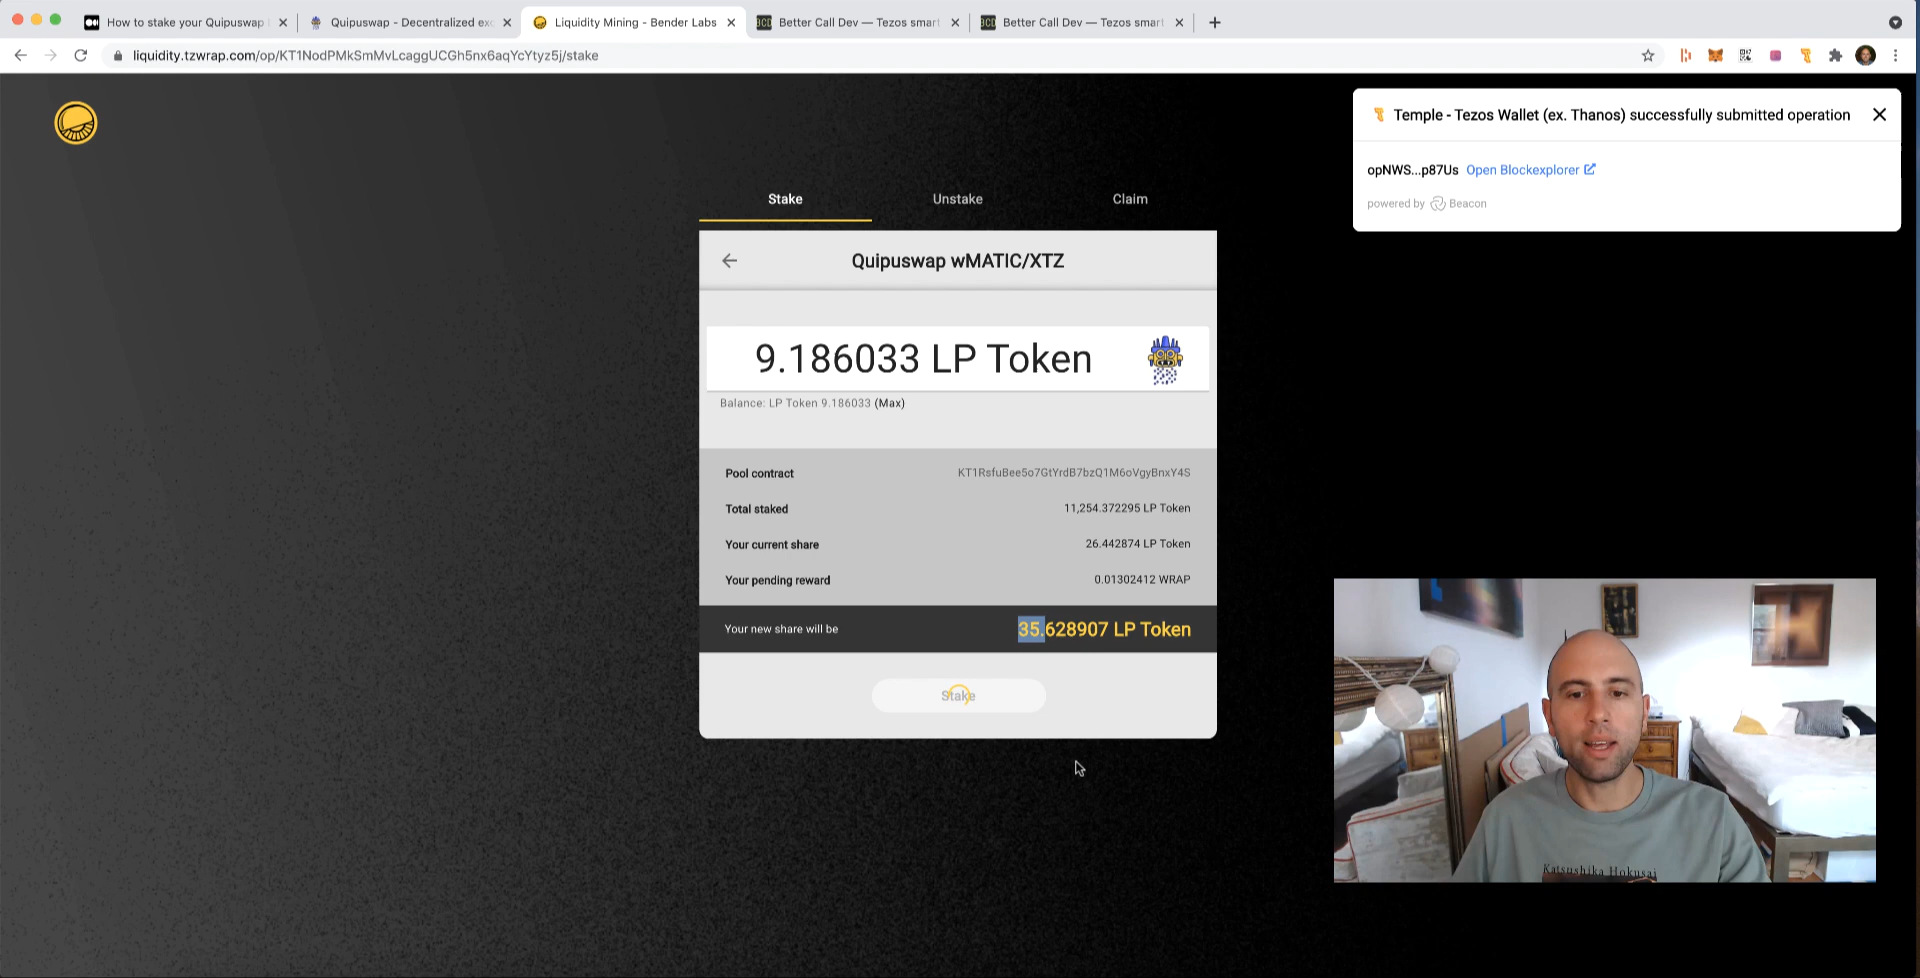 How to stake your Quipuswap
Quipuswap - Decentralized exc
Liquidity Mining - Bender Labs
Better Call Dev — Tezos smart
Better Call Dev — Tezos smart
liquidity.tzwrap.com/op/KT1NodPMkSmMvLcaggUCGh5nx6aqYcYtyz5j/stake
Temple - Tezos Wallet (ex. Thanos) successfully submitted operation
opNWS...p87Us Open Blockexplorer
powered by Beacon
Stake Unstake Claim
Quipuswap wMATIC/XTZ
9.186033 LP Token
Balance: LP Token 9.186033 (Max)
Pool contract KT1RsfuBee5o7GtYrdB7bzQ1M6oVgyBnxY4S
Total staked 11,254.372295 LP Token
Your current share 26.442874 LP Token
Your pending reward 0.01302412 WRAP
Your new share will be 35.628907 LP Token
Stake
Katsushika Hokusai